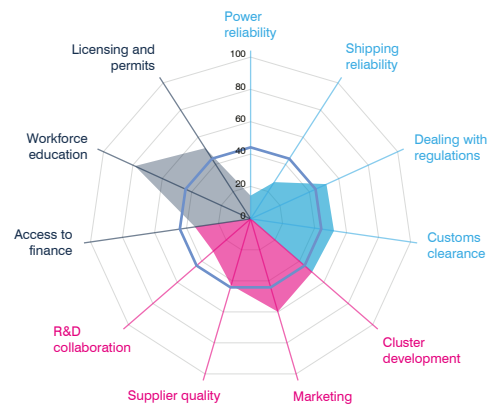 Power
reliability
Shipping
reliability
Licensing and
permits
100
80
60
40
20
0
Workforce
education
Dealing with
regulations
Access to
finance
Customs
clearance
R&D
collaboration
Cluster
development
Supplier quality
Marketing